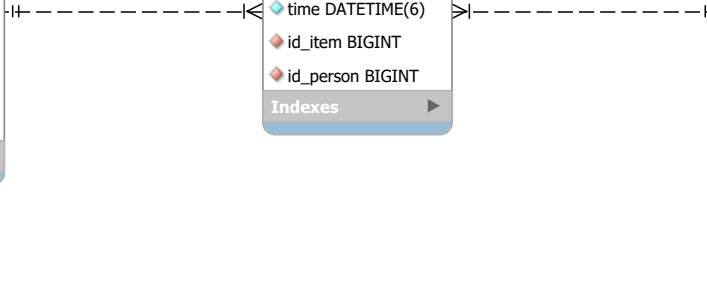 time DATETIME(6)
id_item BIGINT
id_person BIGINT
Indexes